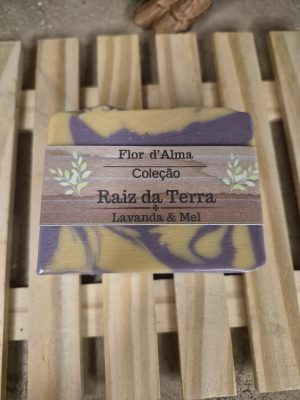 Flor d'Alma
Coleção
Raiz da Terra
Lavanda & Mel